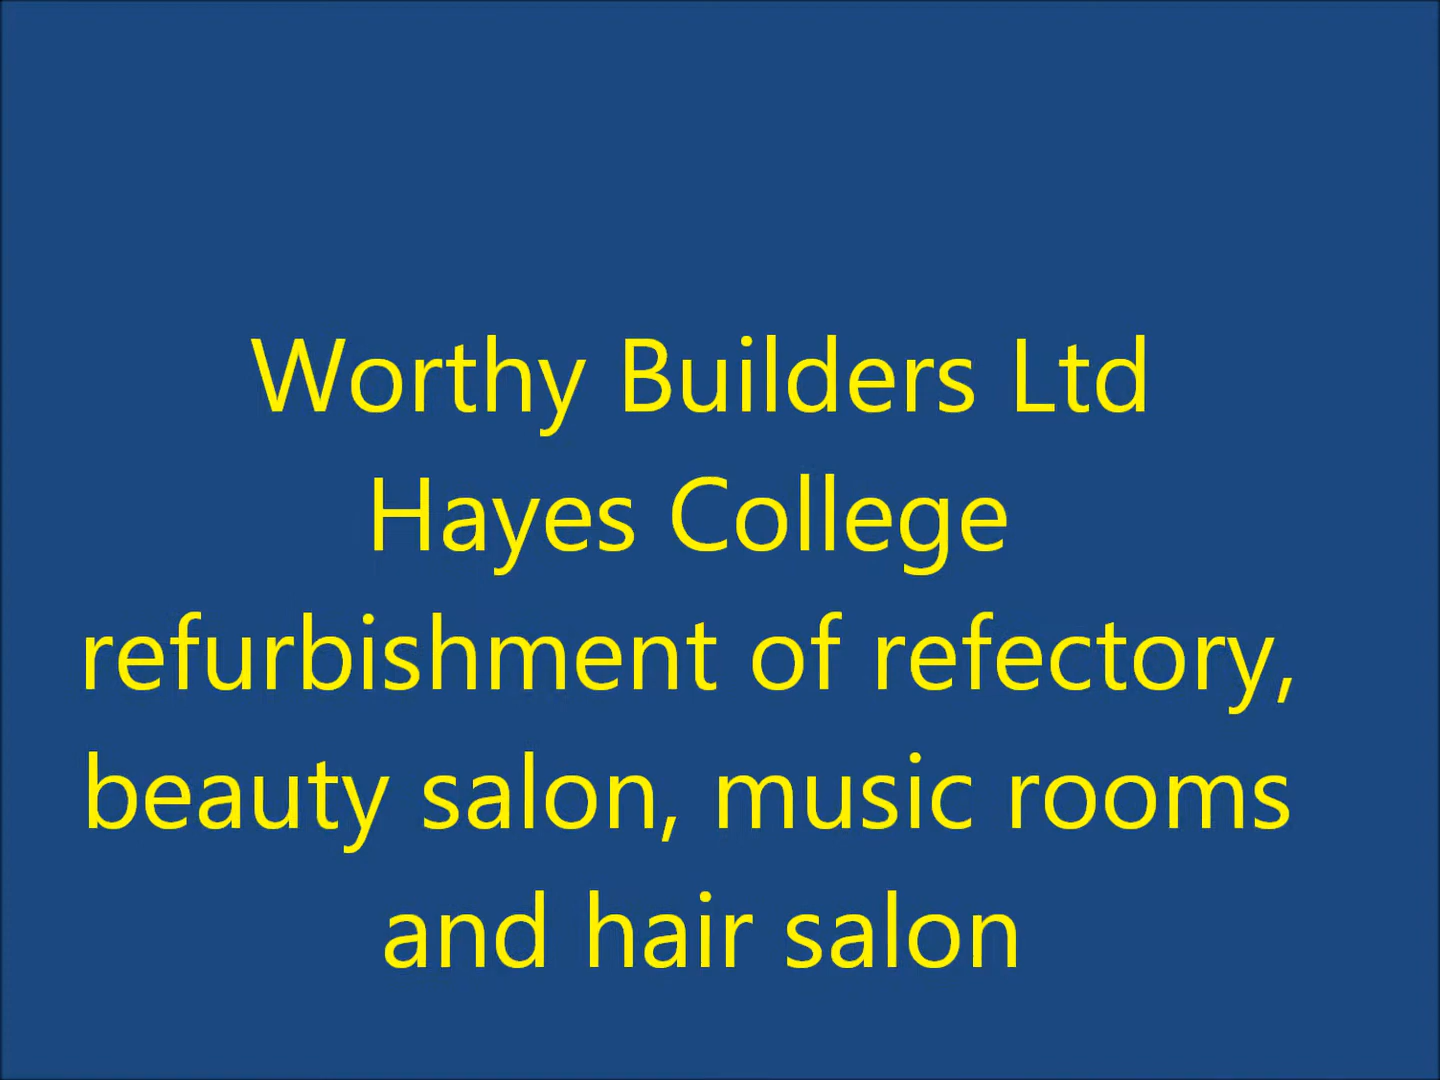 Worthy Builders Ltd
Hayes College
refurbishment of refectory,
beauty salon, music rooms
and hair salon